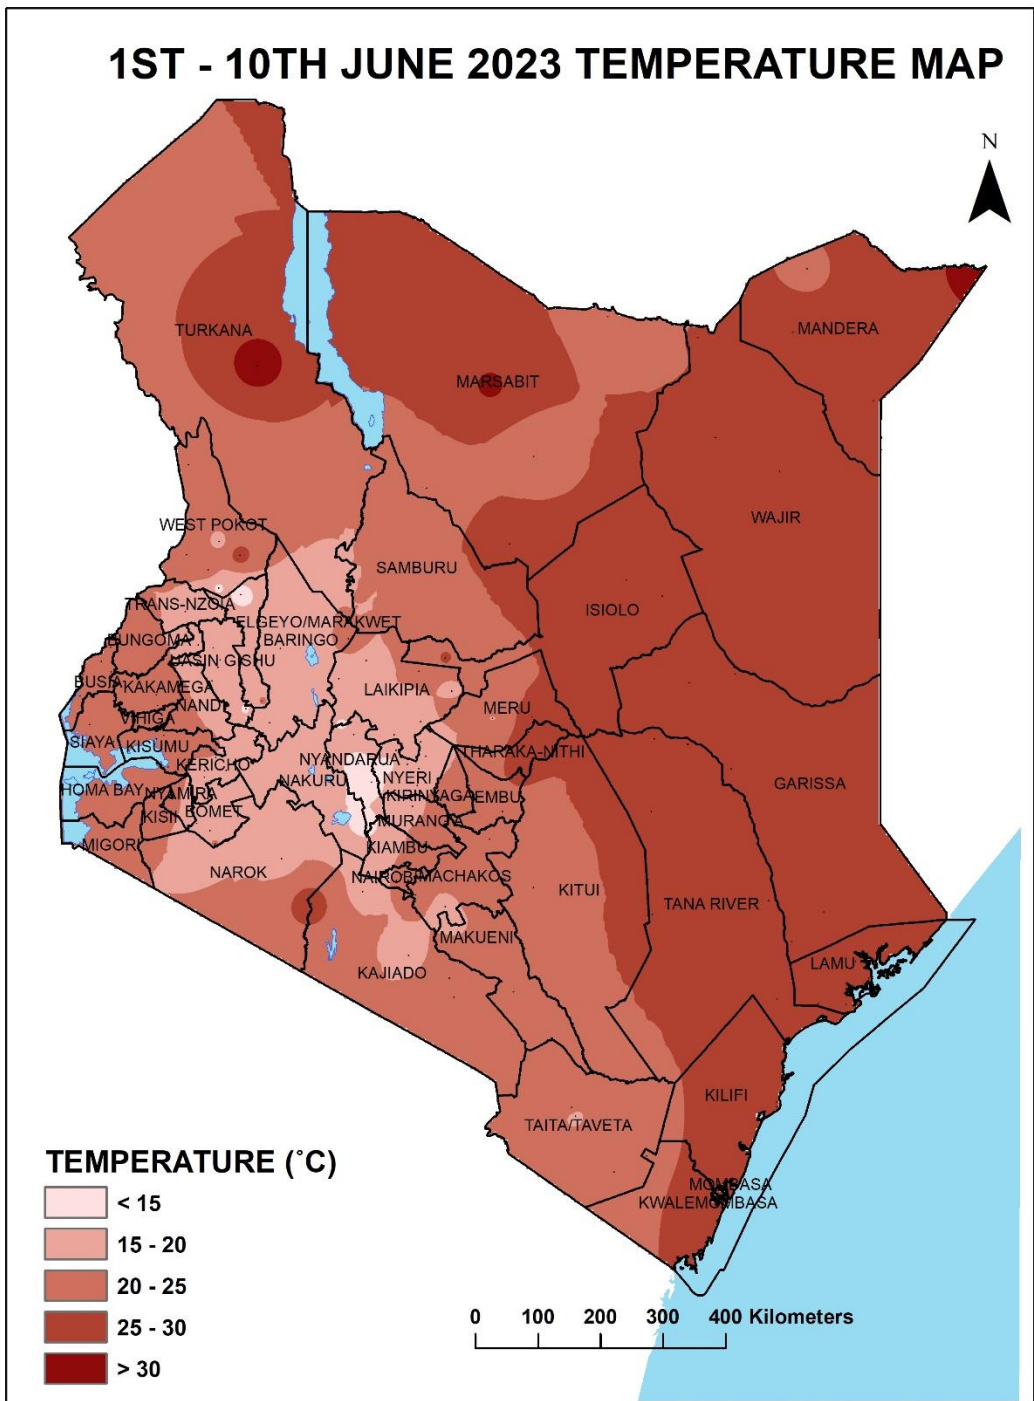 1ST - 10TH JUNE 2023 TEMPERATURE MAP
N
TURKANA
MANDERA
MARSABIT
WAJIR
WEST POKOT
SAMBURU
ISIOLO
TRANS-NZOIA
ELGEYO/MARAKWET
BUNGOMA
BARINGO
UASIN GISHU
BUSIA
KAKAMEGA
LAIKIPIA
NANDI
MERU
VIHIGA
SIAYA
KISUMU
THARAKA-NITHI
NYANDARUA
KERICHO
NAKURU
NYERI
GARISSA
HOMA BAY
NYAMIRA
KIRINYAGA
EMBU
BOMET
KISII
MURANG'A
MIGORI
KIAMBU
NAROK
NAIROBI
MACHAKOS
KITUI
TANA RIVER
MAKUENI
LAMU
KAJIADO
KILIFI
TAITA/TAVETA
MOMBASA
KWALE
MOMBASA
TEMPERATURE (˚C)
< 15
15 - 20
20 - 25
25 - 30
> 30
0 100 200 300 400 Kilometers